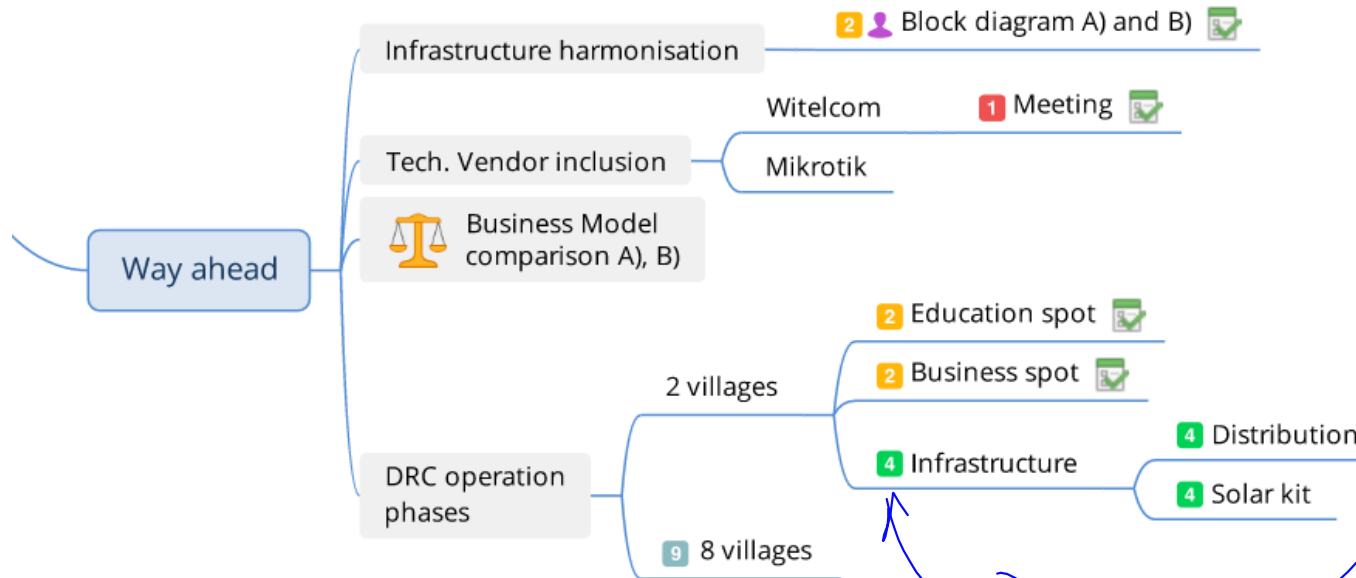 2 Block diagram A) and B)
Infrastructure harmonisation
Witelcom
1 Meeting
Tech. Vendor inclusion
Mikrotik
Business Model
comparison A), B)
Way ahead
2 Education spot
2 Business spot
2 villages
4 Infrastructure
4 Distribution
4 Solar kit
DRC operation
phases
9 8 villages